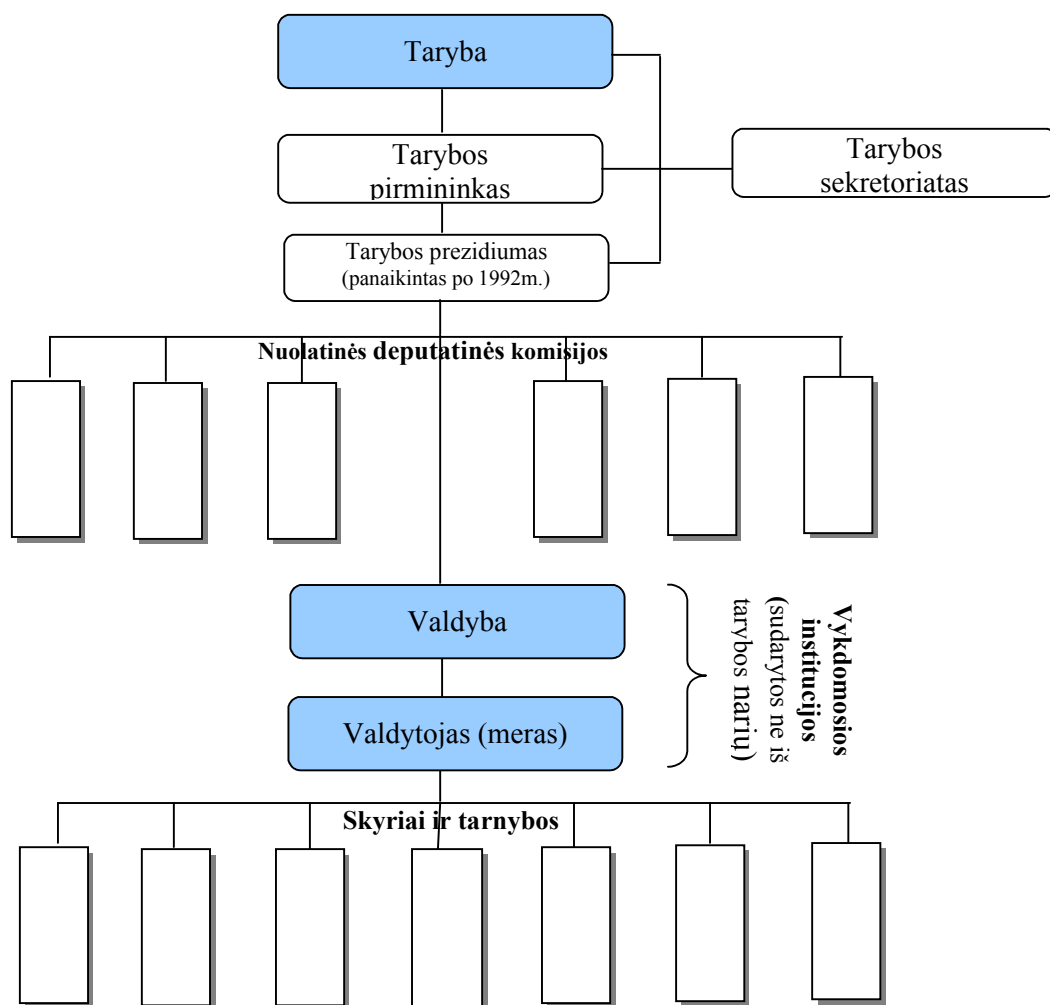 Taryba
Tarybos
pirmininkas
Tarybos
sekretoriatas
Tarybos prezidiumas
(panaikintas po 1992m.)
Nuolatinės deputatinės komisijos
Valdyba
Valdytojas (meras)
Vykdomosios
institucijos
(sudarytos ne iš
tarybos narių)
Skyriai ir tarnybos